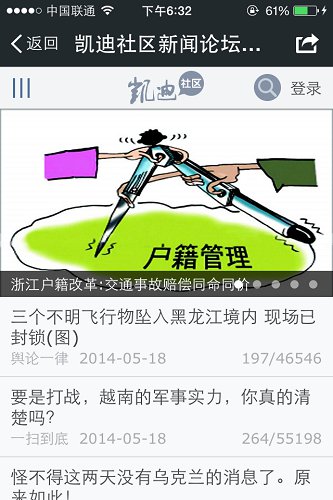 中国联通
下午6:32
61%
返回
凯迪社区新闻论坛...
凯迪
社区
登录
户籍管理
浙江户籍改革:交通事故赔偿同命同价
三个不明飞行物坠入黑龙江境内 现场已
封锁(图)
舆论一律 2014-05-18 197/46546
要是打战，越南的军事实力，你真的清
楚吗？
一扫到底 2014-05-18 264/55198
怪不得这两天没有乌克兰的消息了。原
来如此！